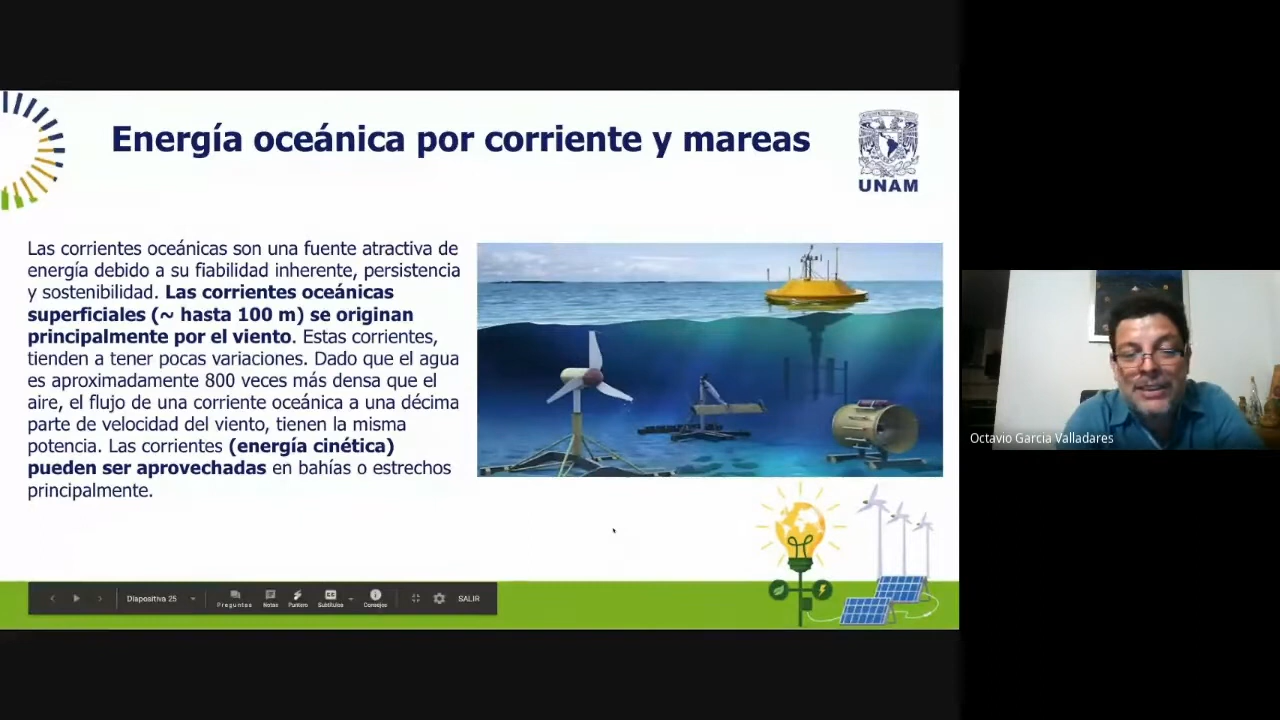 Energía oceánica por corriente y mareas
UNAM
Las corrientes oceánicas son una fuente atractiva de
energía debido a su fiabilidad inherente, persistencia
y sostenibilidad. Las corrientes oceánicas
superficiales (~ hasta 100 m) se originan
principalmente por el viento. Estas corrientes,
tienden a tener pocas variaciones. Dado que el agua
es aproximadamente 800 veces más densa que el
aire, el flujo de una corriente oceánica a una décima
parte de velocidad del viento, tienen la misma
potencia. Las corrientes (energía cinética)
pueden ser aprovechadas en bahías o estrechos
principalmente.
Octavio Garcia Valladares
Diapositiva 25
Preguntas
Notas
Puntero
Subtítulos
Consejos
SALIR